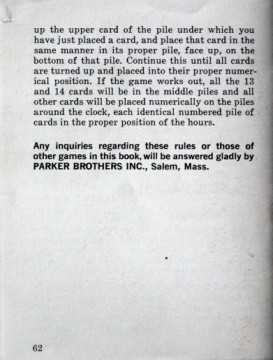 up the upper card of the pile under which you
have just placed a card, and place that card in the
same manner in its proper pile, face up, on the
bottom of that pile. Continue this until all cards
are turned up and placed into their proper numer-
ical position. If the game works out, all the 13
and 14 cards will be in the middle piles and all
other cards will be placed numerically on the piles
around the clock, each identical numbered pile of
cards in the proper position of the hours.
Any inquiries regarding these rules or those of
other games in this book, will be answered gladly by
PARKER BROTHERS INC., Salem, Mass.
62